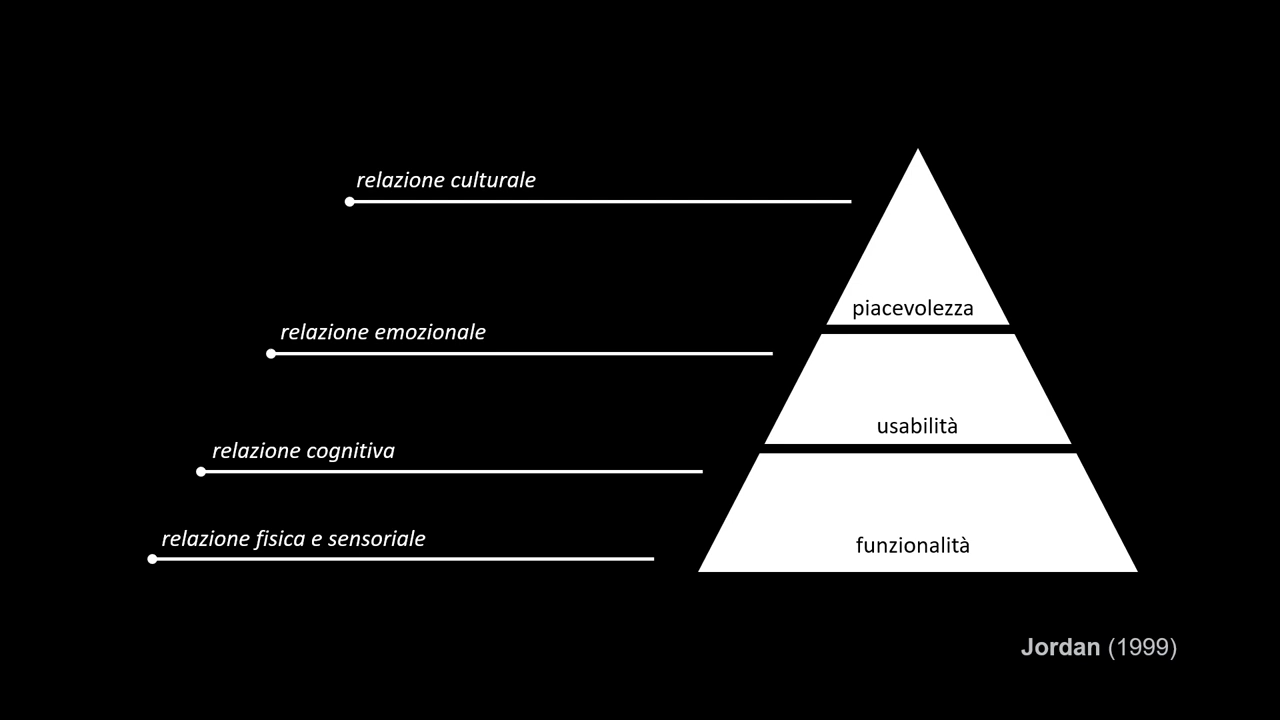 relazione culturale
piacevolezza
relazione emozionale
usabilità
relazione cognitiva
relazione fisica e sensoriale
funzionalità
Jordan (1999)